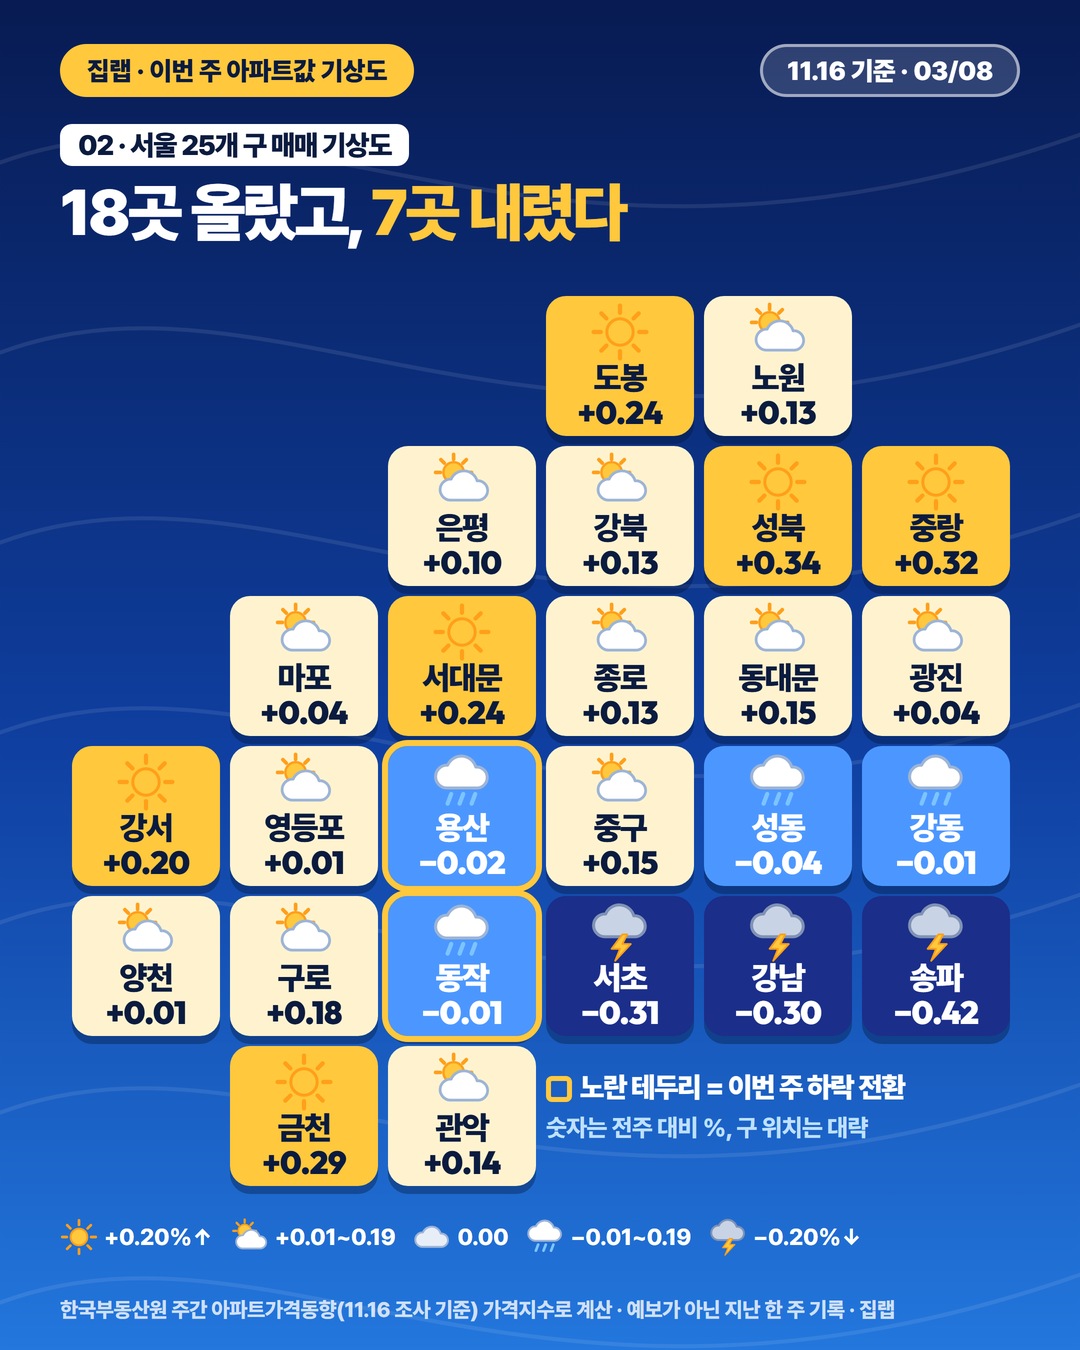 집랩 · 이번 주 아파트값 기상도
11.16 기준 · 03/08
02 · 서울 25개 구 매매 기상도
18곳 올랐고, 7곳 내렸다
도봉
+0.24
노원
+0.13
은평
+0.10
강북
+0.13
성북
+0.34
중랑
+0.32
마포
+0.04
서대문
+0.24
종로
+0.13
동대문
+0.15
광진
+0.04
강서
+0.20
영등포
+0.01
용산
−0.02
중구
+0.15
성동
−0.04
강동
−0.01
양천
+0.01
구로
+0.18
동작
−0.01
서초
−0.31
강남
−0.30
송파
−0.42
금천
+0.29
관악
+0.14
노란 테두리 = 이번 주 하락 전환
숫자는 전주 대비 %, 구 위치는 대략
+0.20%↑ +0.01~0.19 0.00 −0.01~0.19 −0.20%↓
한국부동산원 주간 아파트가격동향(11.16 조사 기준) 가격지수로 계산 · 예보가 아닌 지난 한 주 기록 · 집랩